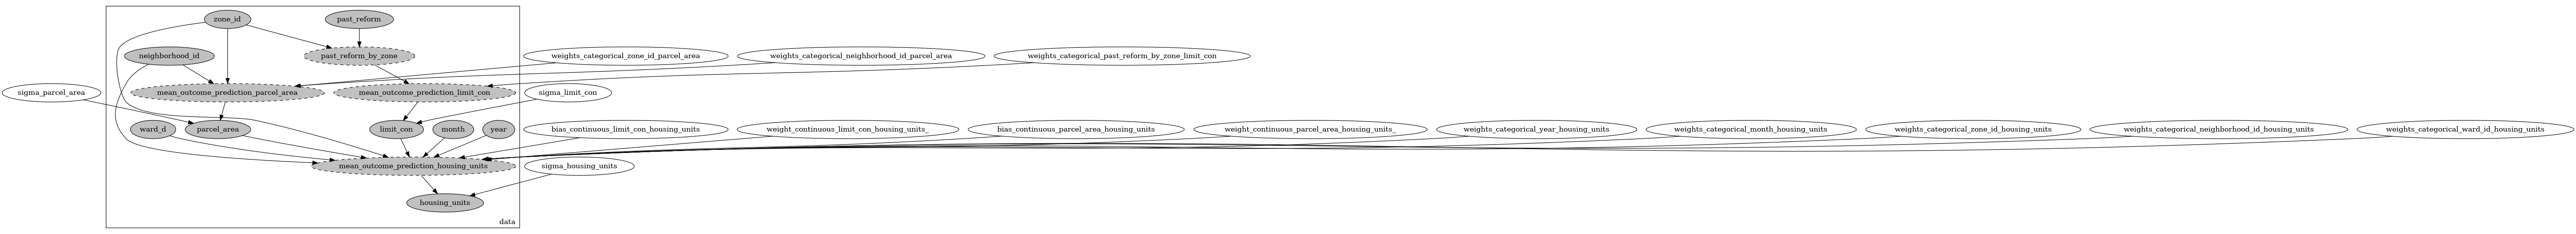 zone_id
past_reform
neighborhood_id
past_reform_by_zone
weights_categorical_zone_id_parcel_area
weights_categorical_neighborhood_id_parcel_area
weights_categorical_past_reform_by_zone_limit_con
sigma_parcel_area
mean_outcome_prediction_parcel_area
mean_outcome_prediction_limit_con
sigma_limit_con
ward_d
parcel_area
limit_con
month
year
bias_continuous_limit_con_housing_units
weight_continuous_limit_con_housing_units_
bias_continuous_parcel_area_housing_units
weight_continuous_parcel_area_housing_units_
weights_categorical_year_housing_units
weights_categorical_month_housing_units
weights_categorical_zone_id_housing_units
weights_categorical_neighborhood_id_housing_units
weights_categorical_ward_id_housing_units
mean_outcome_prediction_housing_units
sigma_housing_units
housing_units
data